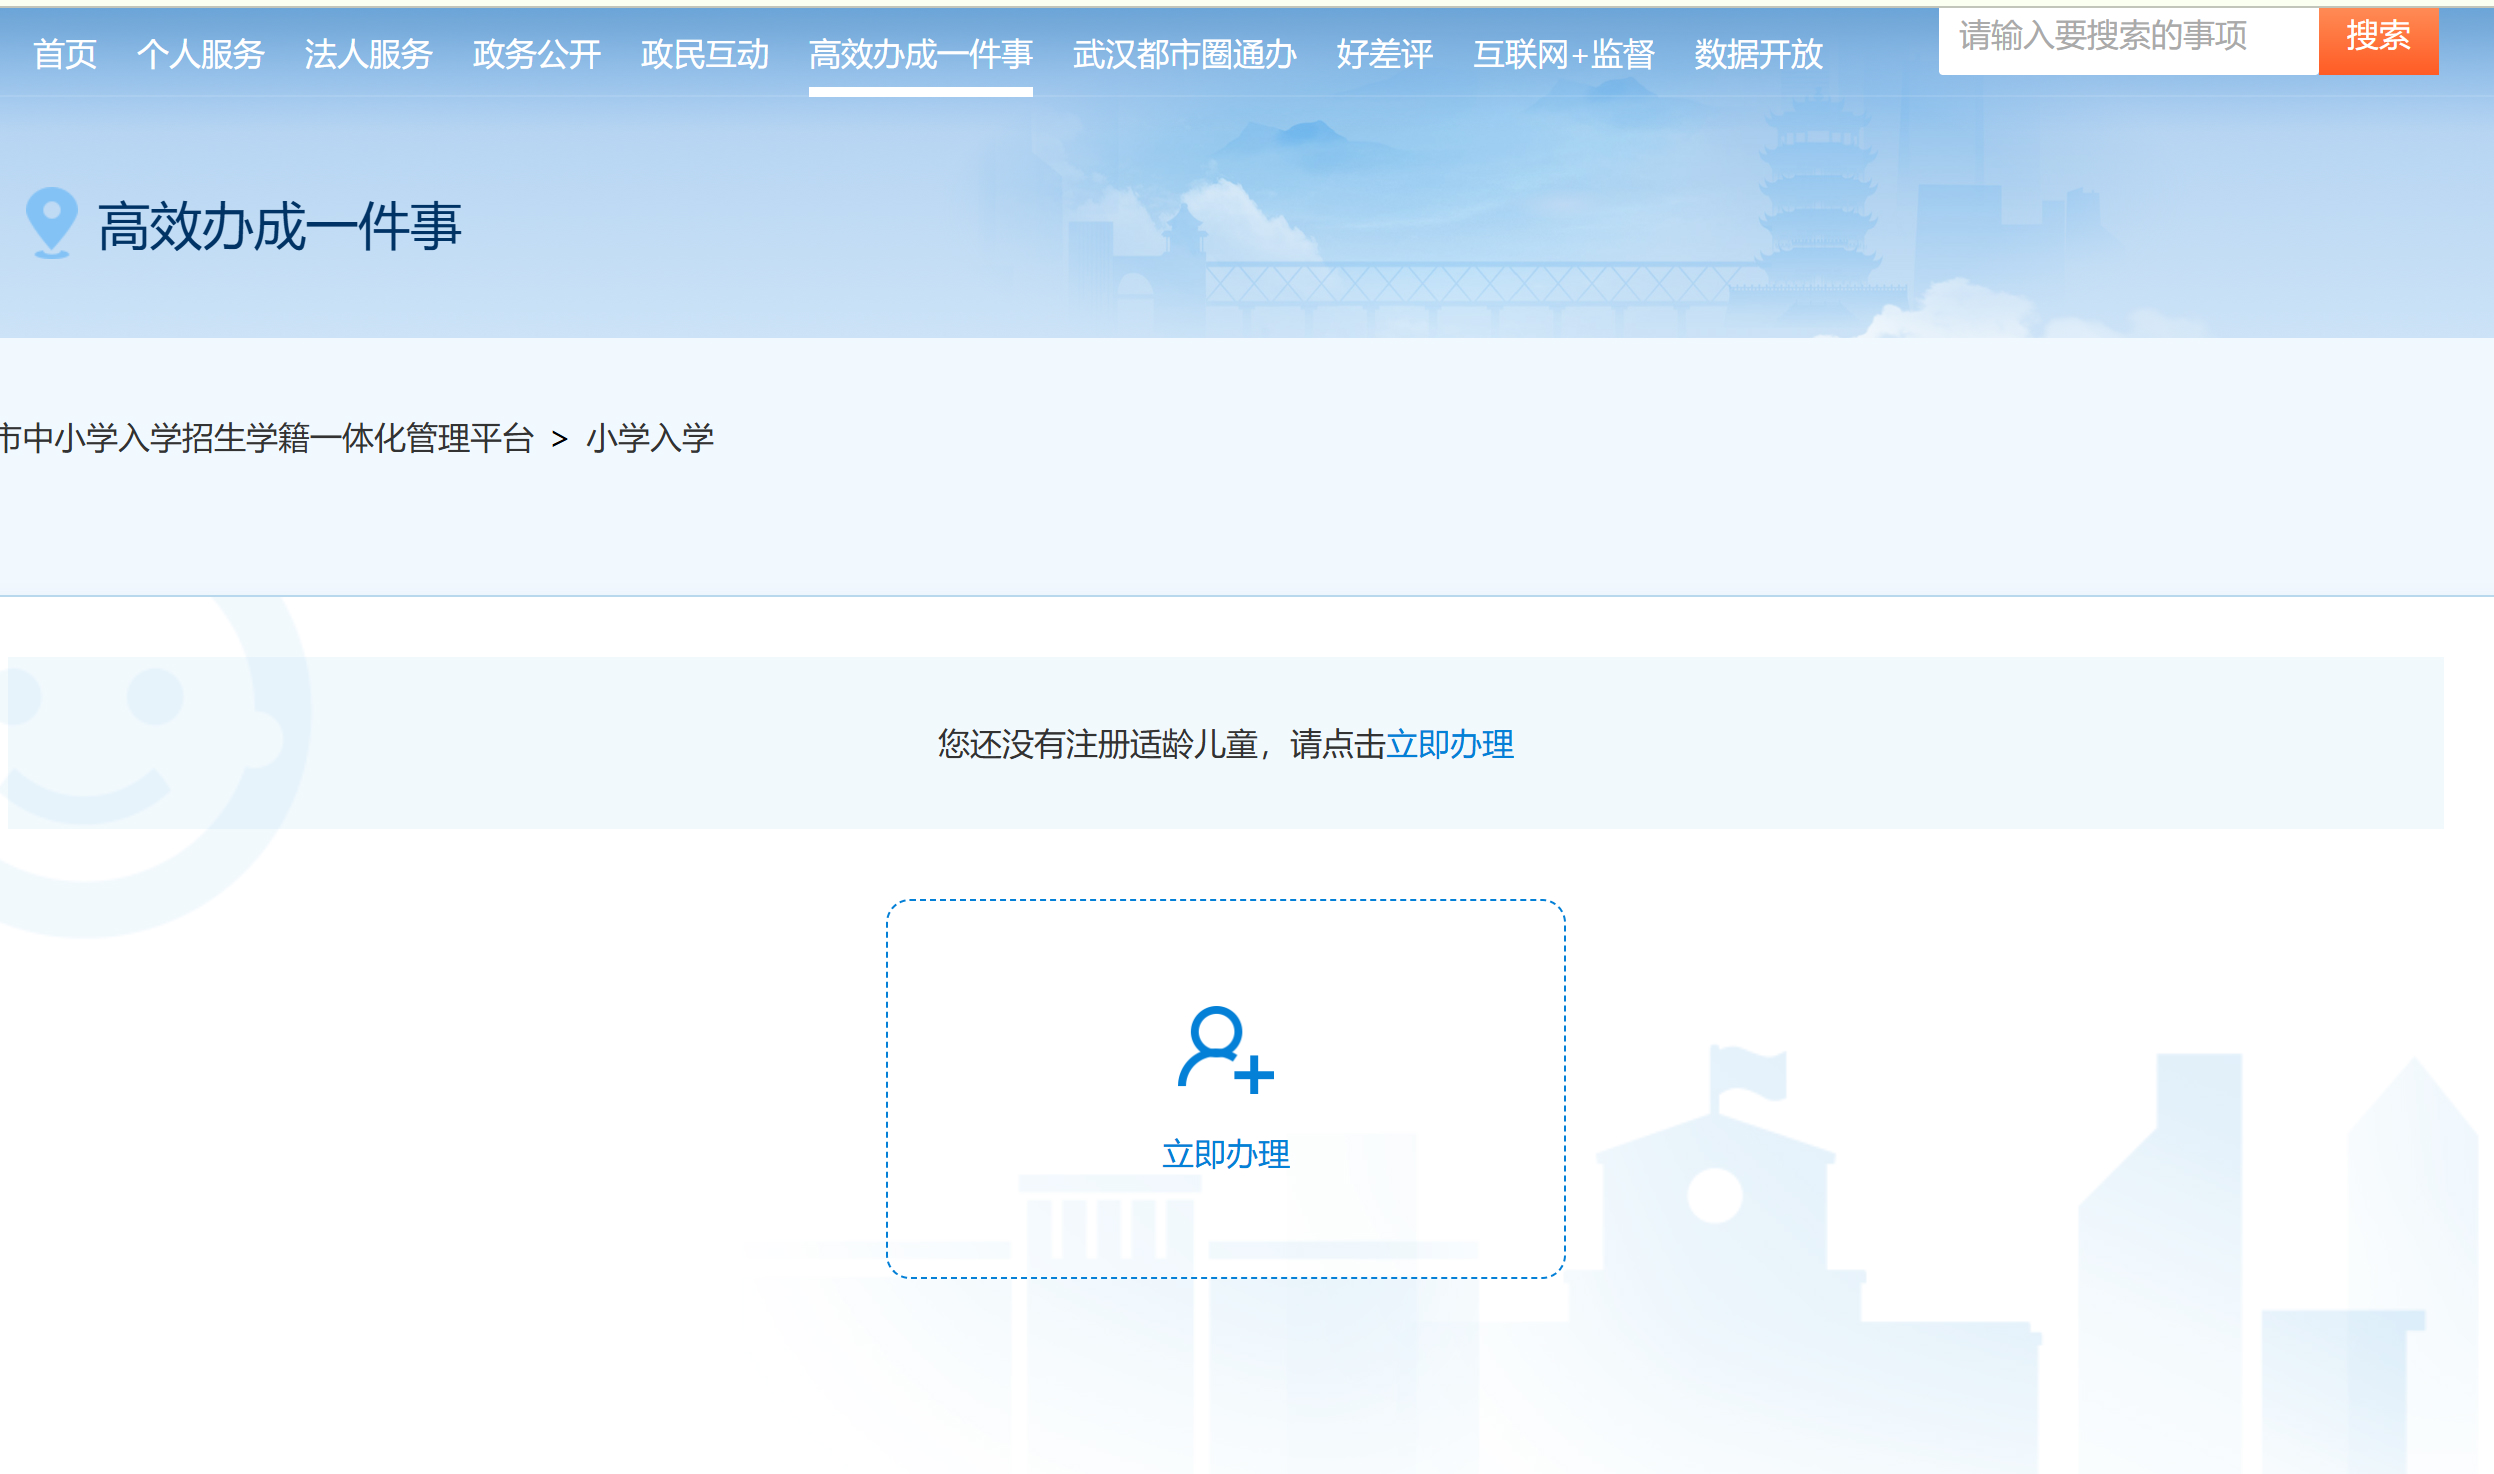 首页 个人服务 法人服务 政务公开 政民互动 高效办成一件事 武汉都市圈通办 好差评 互联网+监督 数据开放 请输入要搜索的事项 搜索
高效办成一件事
市中小学入学招生学籍一体化管理平台 > 小学入学
您还没有注册适龄儿童，请点击立即办理
立即办理